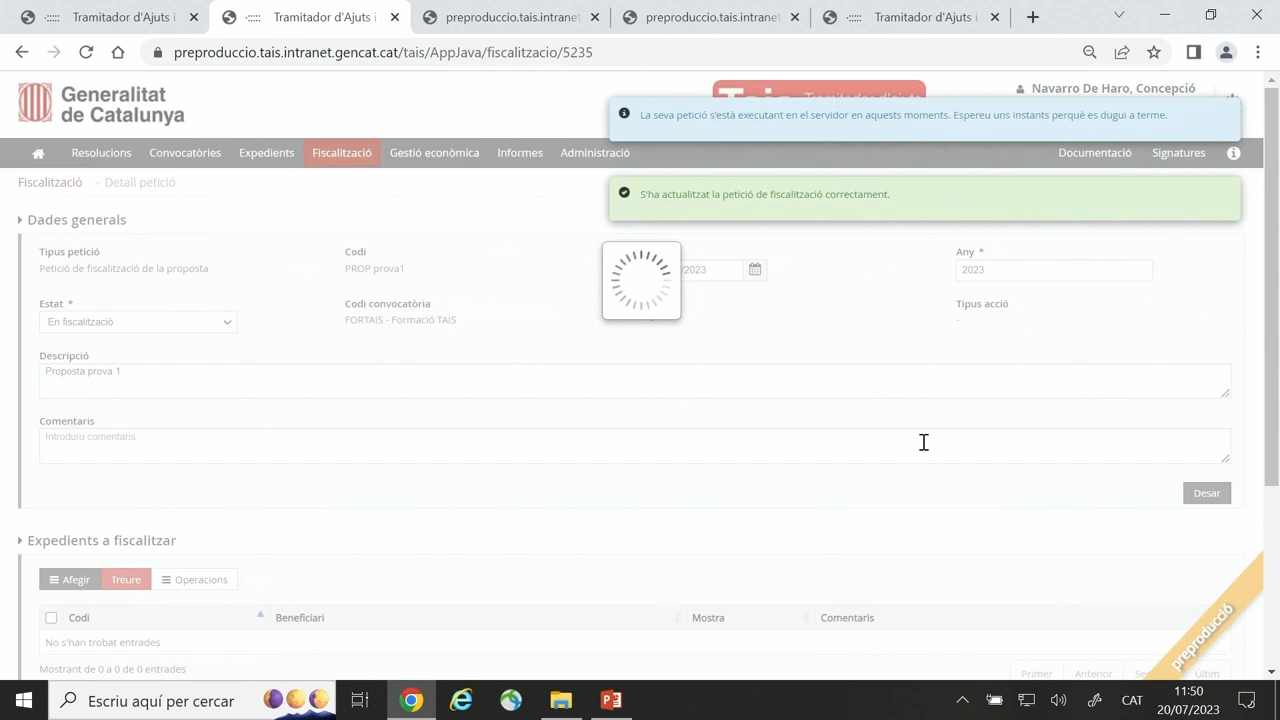 Tramitador d'Ajuts i
Tramitador d'Ajuts i
preproduccio.tais.intranet
preproduccio.tais.intranet
Tramitador d'Ajuts i
preproduccio.tais.intranet.gencat.cat/tais/AppJava/fiscalitzacio/5235
Generalitat
de Catalunya
Navarro De Haro, Concepció
La seva petició s'està executant en el servidor en aquests moments. Espereu uns instants perquè es dugui a terme.
Resolucions Convocatòries Expedients Fiscalització Gestió econòmica Informes Administració Documentació Signatures
Fiscalització > Detall petició
S'ha actualitzat la petició de fiscalització correctament.
Dades generals
Tipus petició Codi Any *
Petició de fiscalització de la proposta PROP prova1 /2023 2023
Estat * Codi convocatòria Tipus acció
En fiscalització FORTAIS - Formació TAIS -
Descripció
Proposta prova 1
Comentaris
Introduïu comentaris
Desar
Expedients a fiscalitzar
Afegir Treure Operacions
Codi Beneficiari Mostra Comentaris
No s'han trobat entrades
Mostrant de 0 a 0 de 0 entrades
Primer Anterior Últim
preproducció
Escriu aquí per cercar
CAT
11:50
20/07/2023